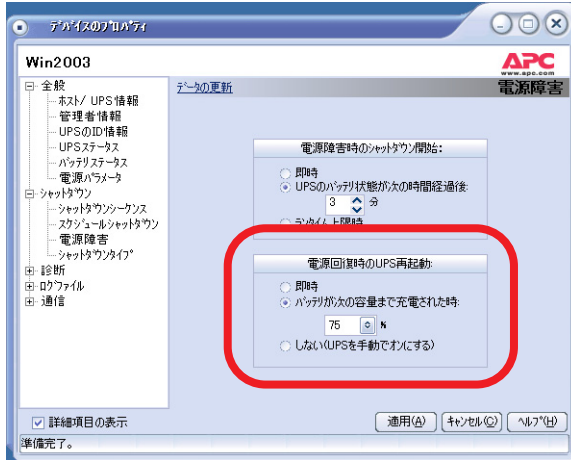 デバイスのプロパティ
Win2003
APC
www.apc.com
電源障害
データの更新
全般
ホスト/ UPS情報
管理者情報
UPSのID情報
UPSステータス
バッテリステータス
電源パラメータ
シャットダウン
シャットダウンシーケンス
スケジュールシャットダウン
電源障害
シャットダウンタイプ
診断
ログファイル
通信
電源障害時のシャットダウン開始:
即時
UPSのバッテリ状態が次の時間経過後:
3 分
ランタイム上限時
電源回復時のUPS再起動:
即時
バッテリが次の容量まで充電された時:
75 %
しない(UPSを手動でオンにする)
詳細項目の表示
適用(A) キャンセル(C) ヘルプ(H)
準備完了。